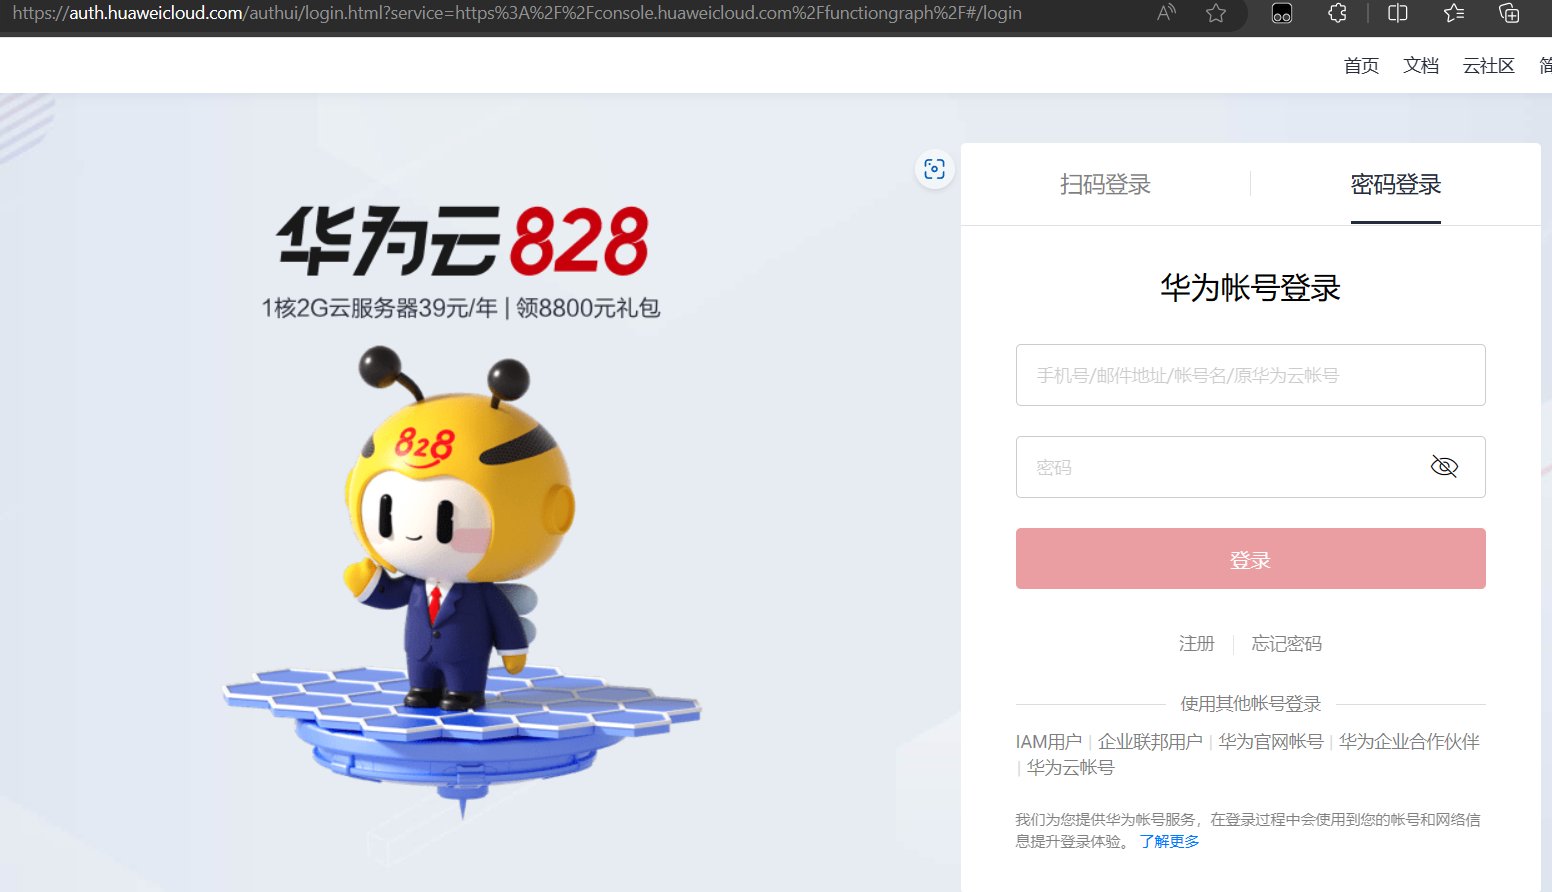 https://auth.huaweicloud.com/authui/login.html?service=https%3A%2F%2Fconsole.huaweicloud.com%2Ffunctiongraph%2F#/login
首页 文档 云社区 简
扫码登录 密码登录
华为云828
1核2G云服务器39元/年 | 领8800元礼包
828
华为帐号登录
手机号/邮件地址/帐号名/原华为云帐号
密码
登录
注册 忘记密码
使用其他帐号登录
IAM用户 | 企业联邦用户 | 华为官网帐号 | 华为企业合作伙伴
| 华为云帐号
我们为您提供华为帐号服务，在登录过程中会使用到您的帐号和网络信
息提升登录体验。 了解更多